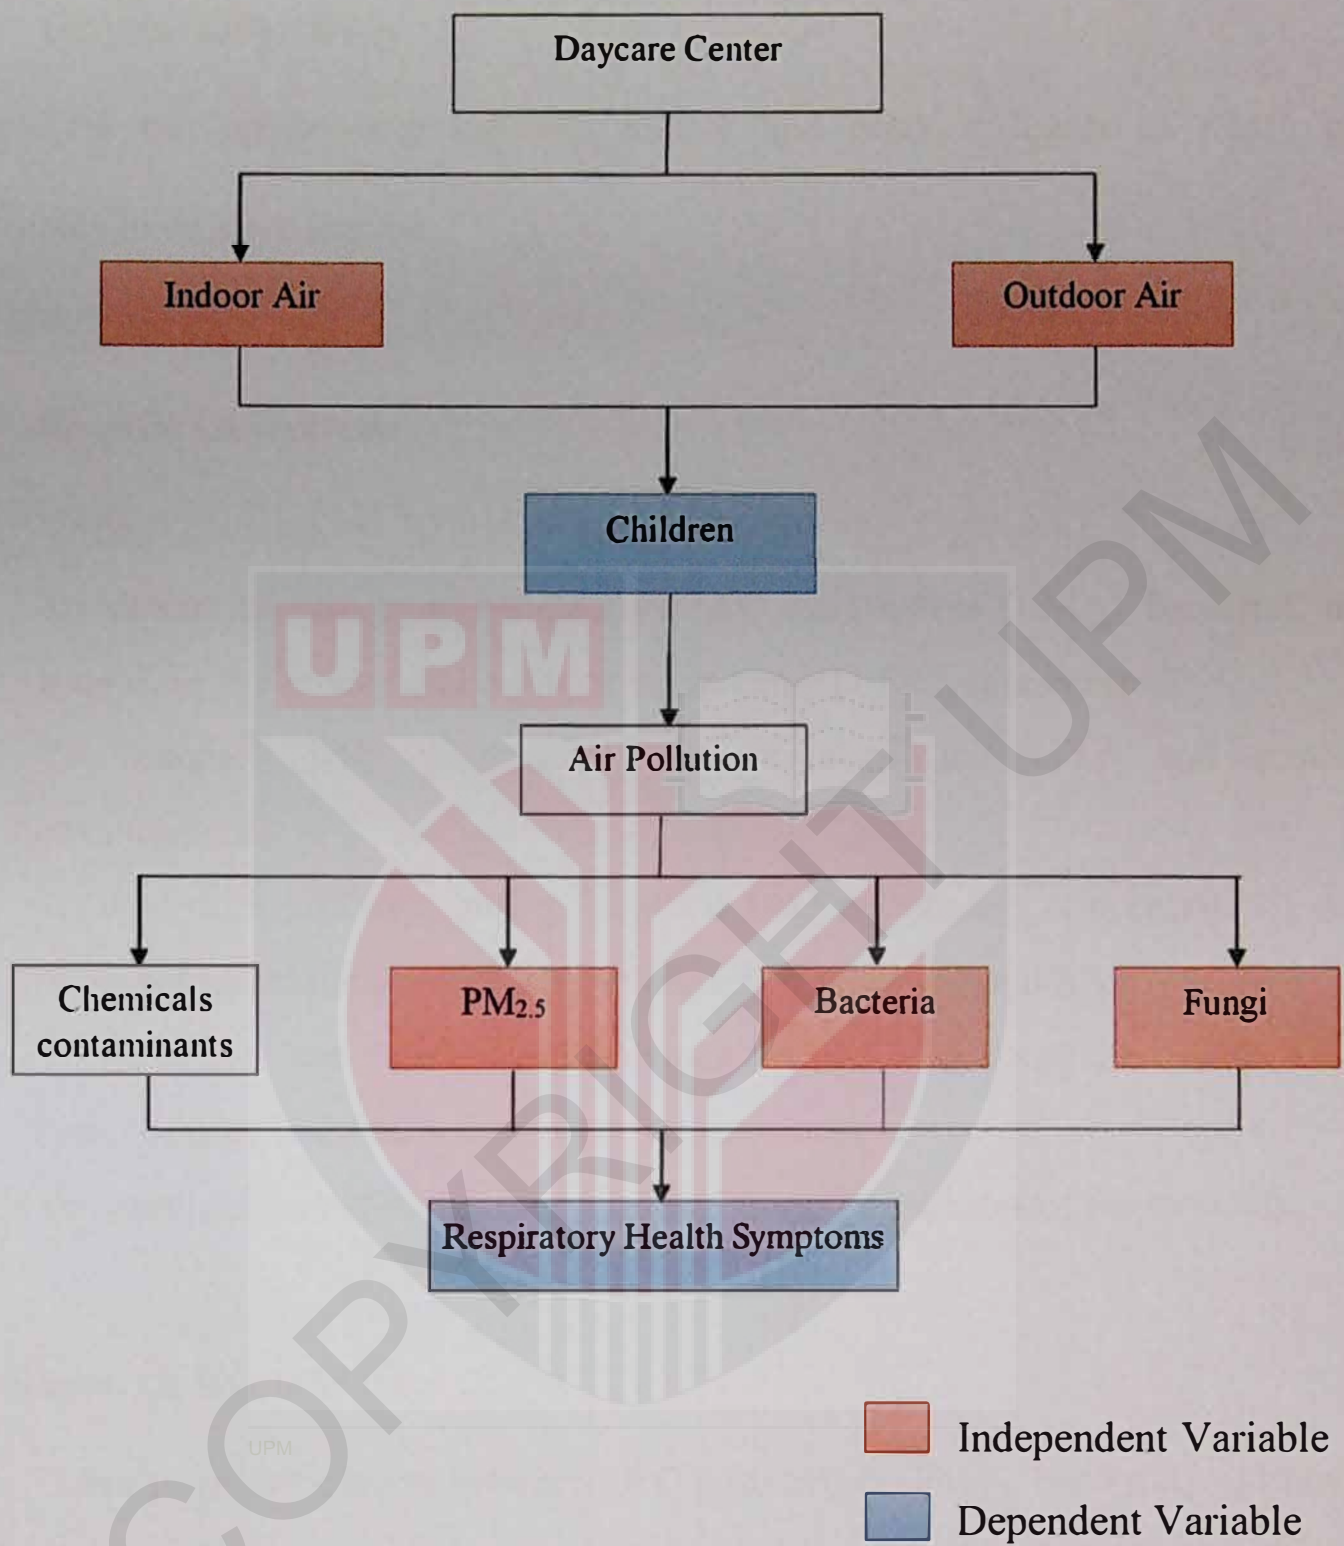 Daycare Center
Indoor Air
Outdoor Air
Children
UPM
Air Pollution
Chemicals
contaminants
PM2.5
Bacteria
Fungi
Respiratory Health Symptoms
UPM
Independent Variable
Dependent Variable
COPYRIGHT UPM